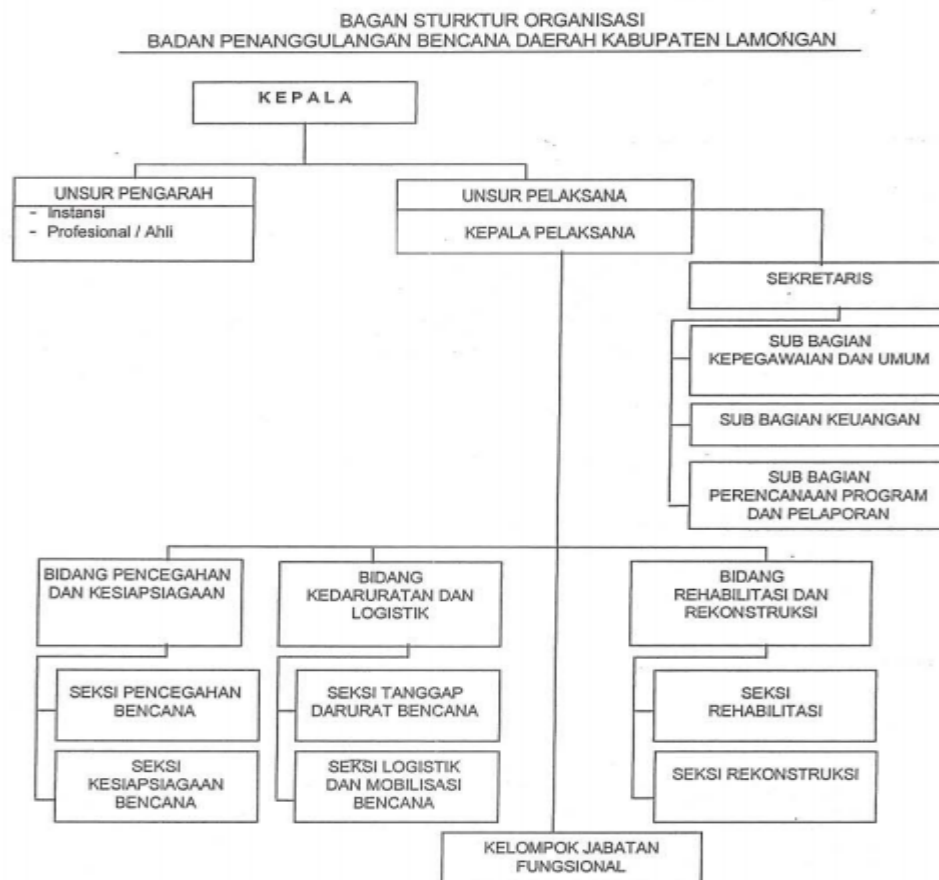 BAGAN STURKTUR ORGANISASI
BADAN PENANGGULANGAN BENCANA DAERAH KABUPATEN LAMONGAN
KEPALA
UNSUR PENGARAH
- Instansi
- Profesional / Ahli
UNSUR PELAKSANA
KEPALA PELAKSANA
SEKRETARIS
SUB BAGIAN
KEPEGAWAIAN DAN UMUM
SUB BAGIAN KEUANGAN
SUB BAGIAN
PERENCANAAN PROGRAM
DAN PELAPORAN
BIDANG PENCEGAHAN
DAN KESIAPSIAGAAN
BIDANG
KEDARURATAN DAN
LOGISTIK
BIDANG
REHABILITASI DAN
REKONSTRUKSI
SEKSI PENCEGAHAN
BENCANA
SEKSI TANGGAP
DARURAT BENCANA
SEKSI
REHABILITASI
SEKSI
KESIAPSIAGAAN
BENCANA
SEKSI LOGISTIK
DAN MOBILISASI
BENCANA
SEKSI REKONSTRUKSI
KELOMPOK JABATAN
FUNGSIONAL